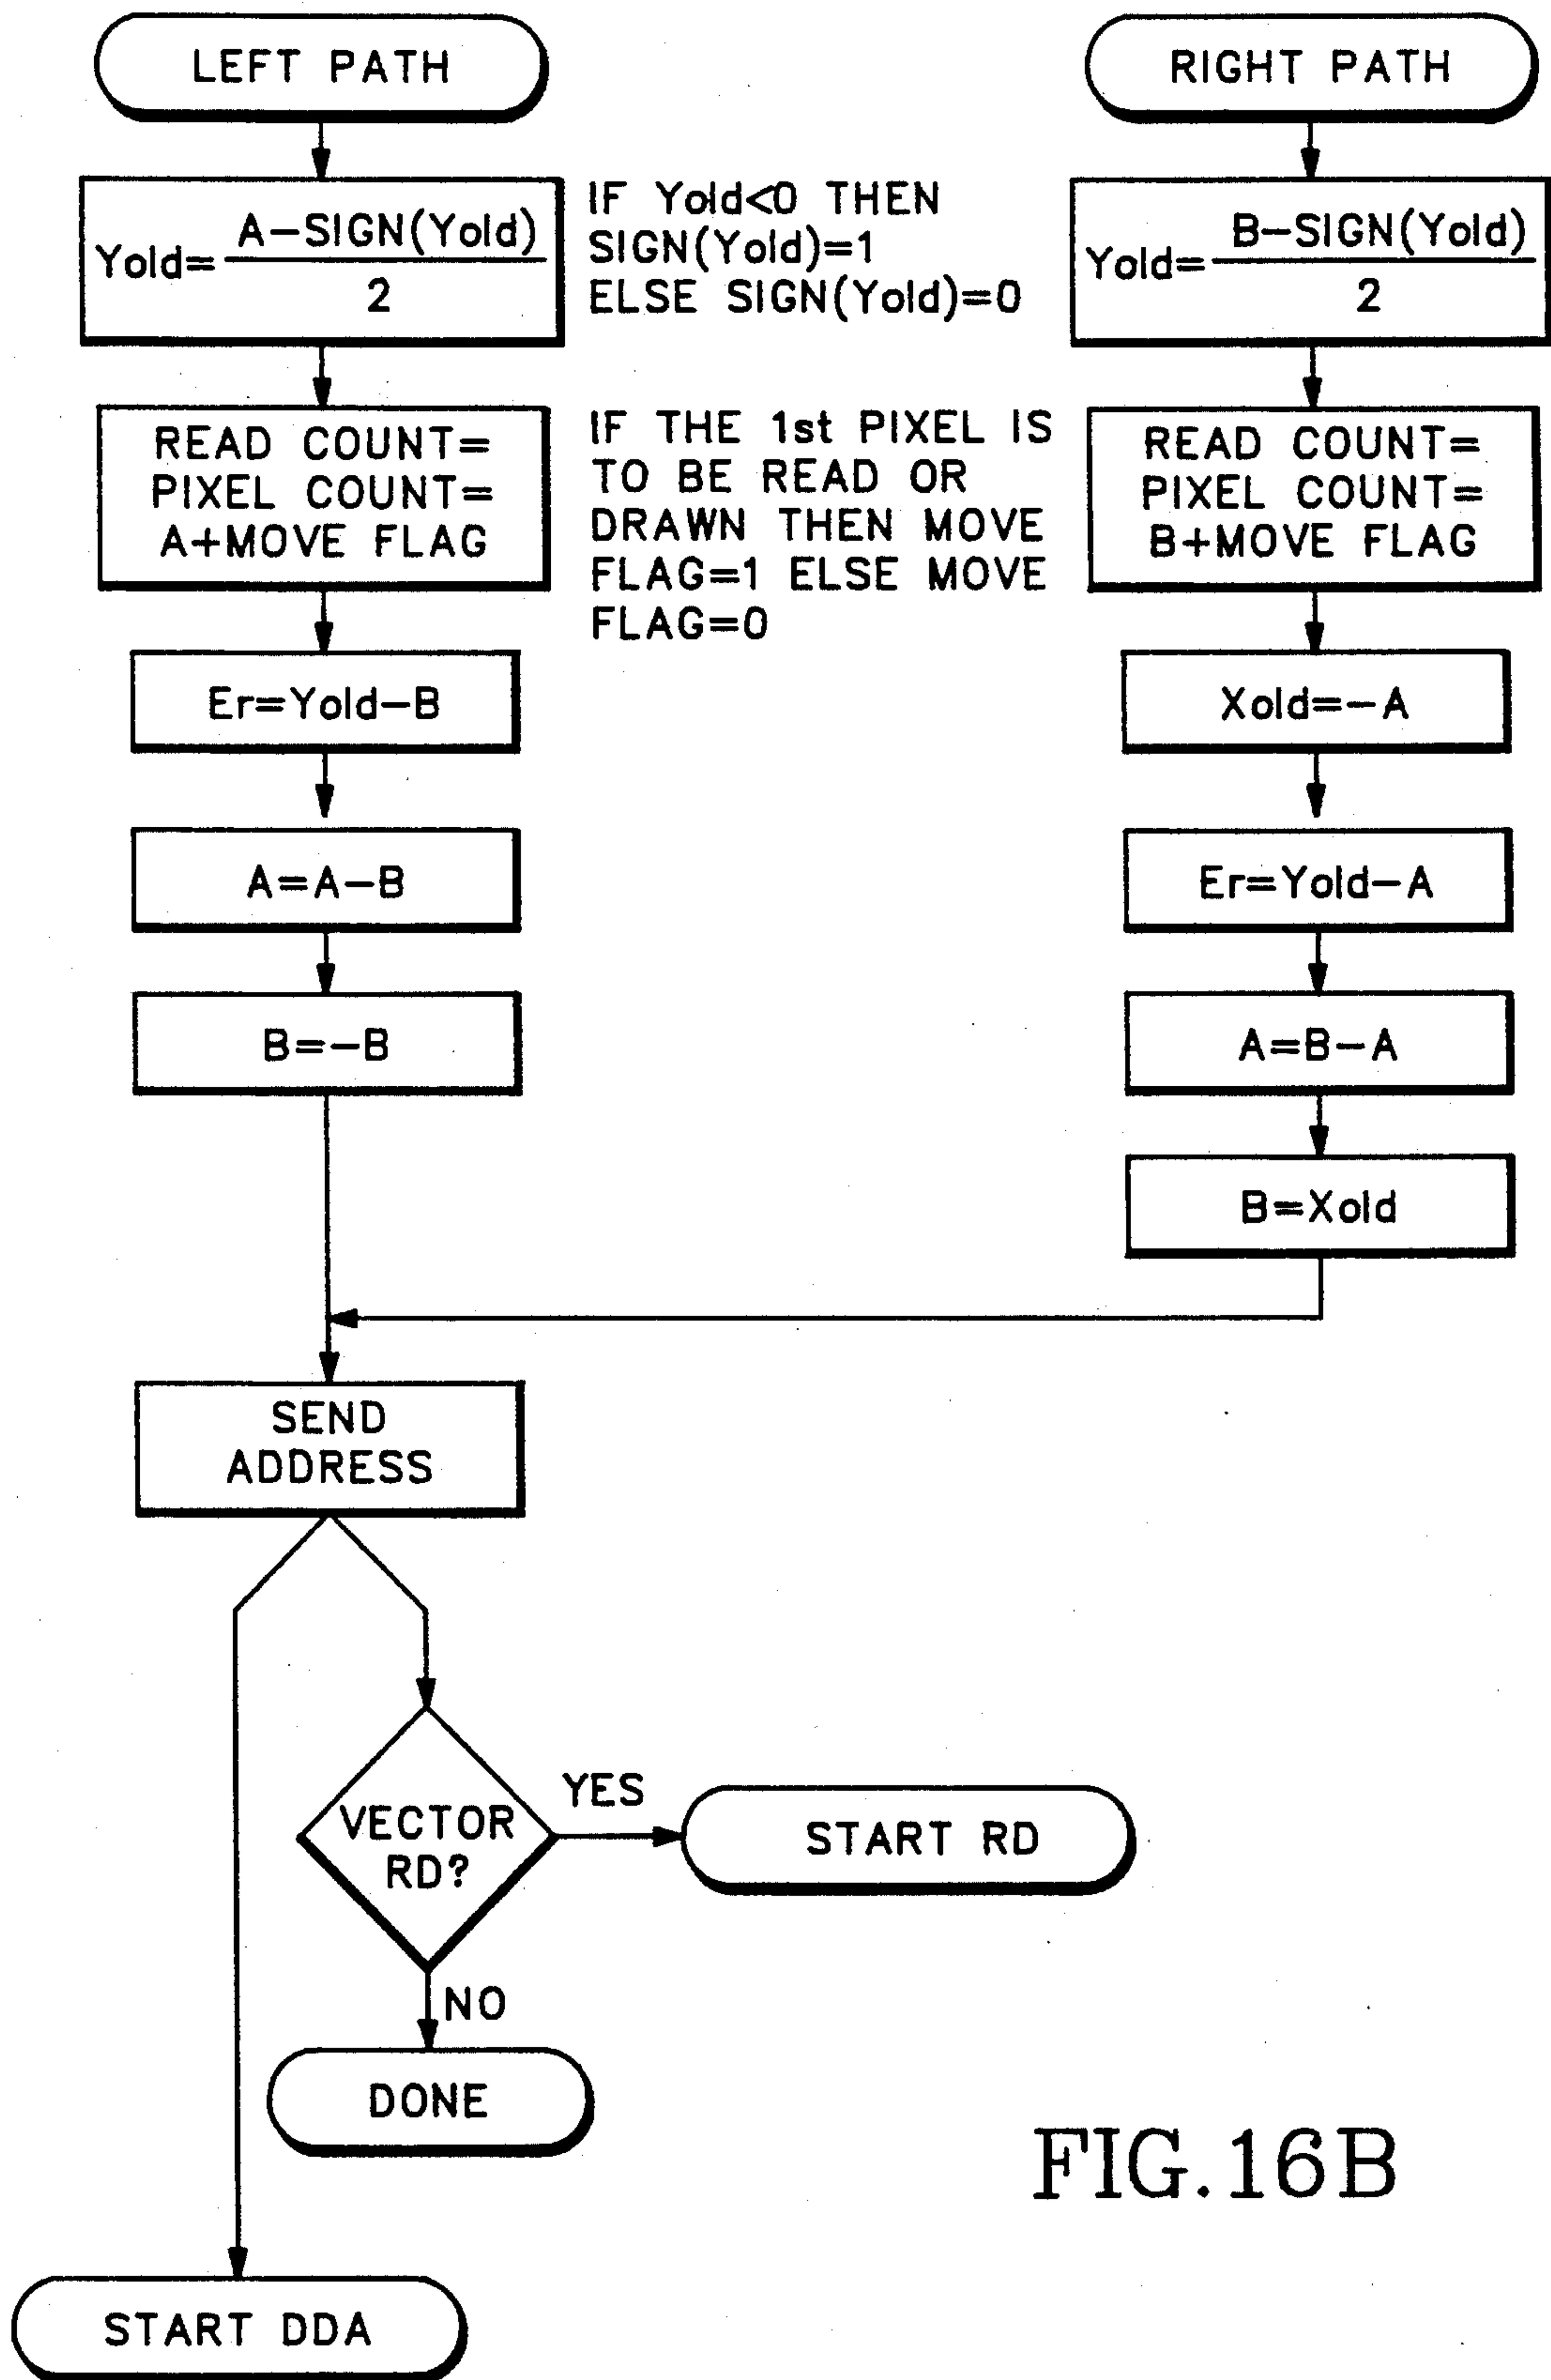 LEFT PATH
Yold=
A−SIGN(Yold)
2
IF Yold<0 THEN
SIGN(Yold)=1
ELSE SIGN(Yold)=0
READ COUNT=
PIXEL COUNT=
A+MOVE FLAG
IF THE 1st PIXEL IS
TO BE READ OR
DRAWN THEN MOVE
FLAG=1 ELSE MOVE
FLAG=0
Er=Yold−B
A=A−B
B=−B
RIGHT PATH
Yold=
B−SIGN(Yold)
2
READ COUNT=
PIXEL COUNT=
B+MOVE FLAG
Xold=−A
Er=Yold−A
A=B−A
B=Xold
SEND
ADDRESS
VECTOR
RD?
YES
START RD
NO
DONE
START DDA
FIG.16B